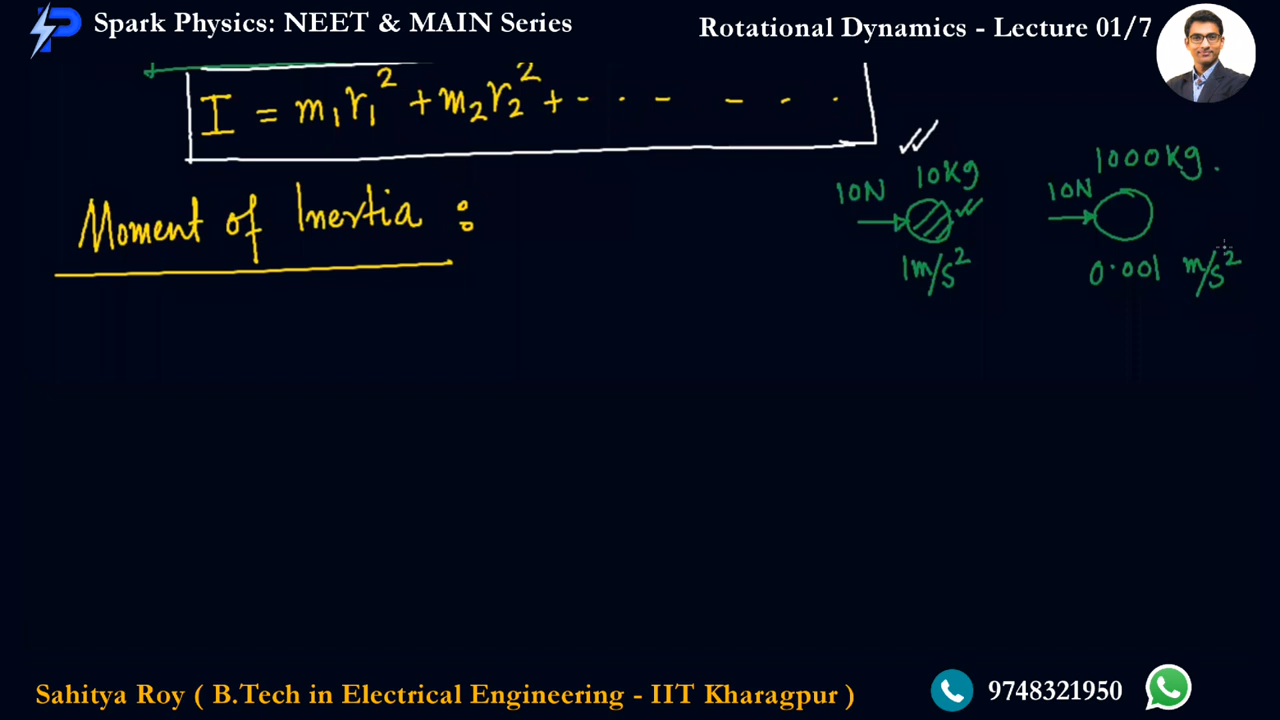 Spark Physics: NEET & MAIN Series
Rotational Dynamics - Lecture 01/7
I = m₁r₁² + m₂r₂² + - · - - · ·
Moment of Inertia :
10N 10Kg
1m/s²
10N 1000Kg.
0.001 m/s²
Sahitya Roy ( B.Tech in Electrical Engineering - IIT Kharagpur )
9748321950